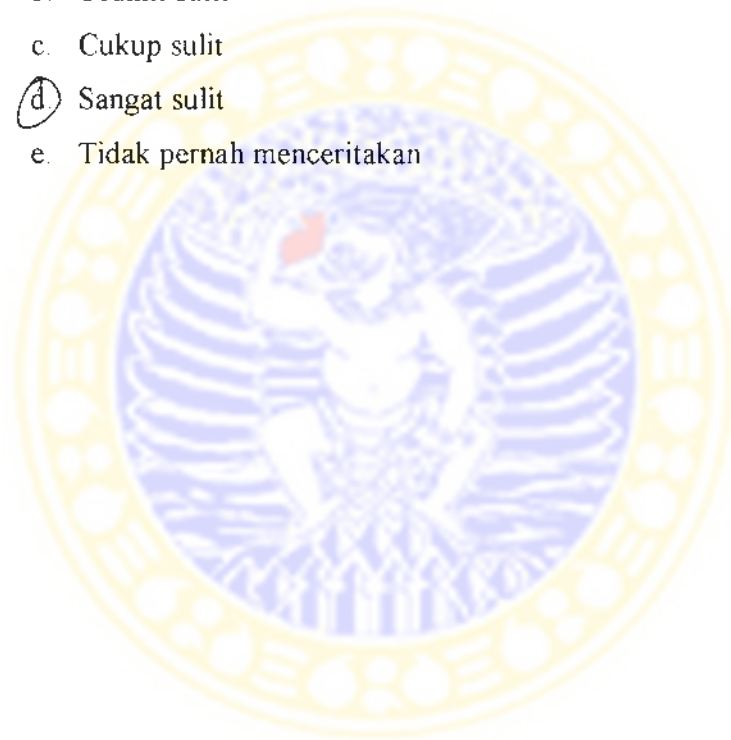 c. Cukup sulit
d. Sangat sulit
e. Tidak pernah menceritakan